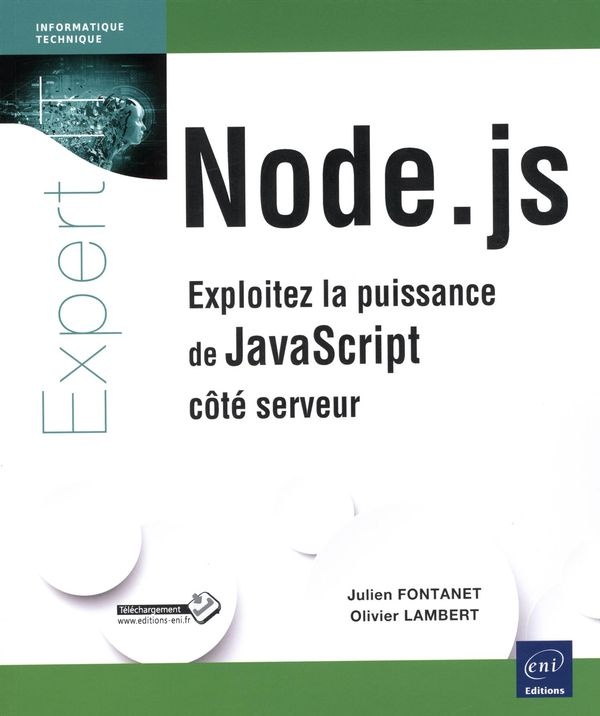 INFORMATIQUE
TECHNIQUE
Expert IT
Node.js
Exploitez la puissance
de JavaScript
côté serveur
Julien FONTANET
Olivier LAMBERT
Téléchargement
www.editions-eni.fr
eni
Editions